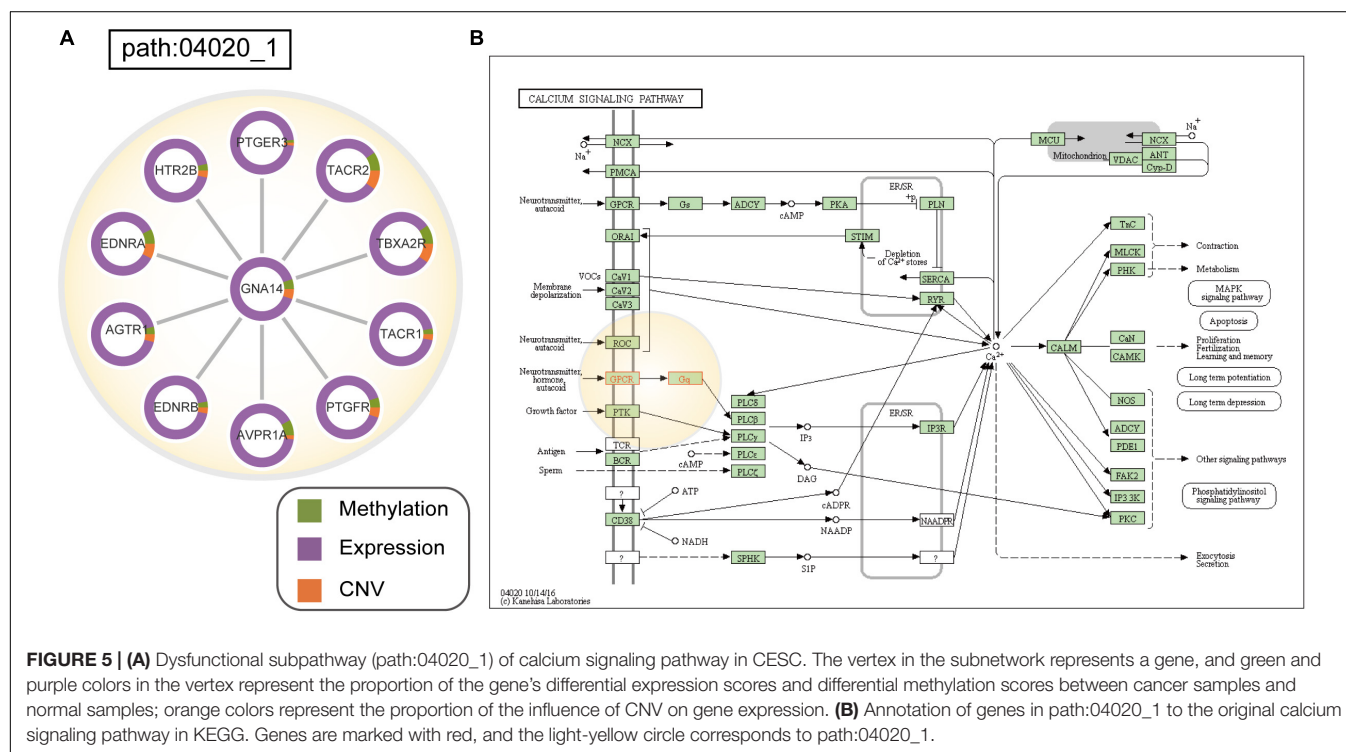 A
path:04020_1
PTGER3
HTR2B
TACR2
EDNRA
TBXA2R
GNA14
AGTR1
TACR1
EDNRB
PTGFR
AVPR1A
Methylation
Expression
CNV
B
CALCIUM SIGNALING PATHWAY
NCX
Na+
PMCA
MCU
NCX
Na+
Mitochondrion
VDAC
ANT
Cyp-D
ER/SR
+p
Neurotransmitter,
autacoid
GPCR
Gs
ADCY
cAMP
PKA
PLN
ORAI
STIM
Depletion
of Ca2+ stores
TnC
Contraction
MLCK
VOCs
CaV1
SERCA
PHK
Metabolism
Membrane
depolarization
CaV2
RYR
MAPK
signaling pathway
CaV3
Apoptosis
Neurotransmitter,
autacoid
ROC
Ca2+
CALM
CaN
CAMK
Proliferation
Fertilization
Learning and memory
Neurotransmitter,
hormone,
autacoid
GPCR
Gq
Long term potentiation
PLCδ
NOS
Long term depression
Growth factor
PTK
PLCβ
ER/SR
ADCY
Antigen
TCR
PLCγ
IP3
IP3R
PDE1
BCR
cAMP
PLCε
Other signaling pathways
Sperm
PLCζ
DAG
FAK2
?
ATP
cADPR
IP3 3K
Phosphatidylinositol
signaling pathway
CD38
NAADP
NAADPR
PKC
NADH
?
SPHK
S1P
?
Exocytosis
Secretion
04020 10/14/16
(c) Kanehisa Laboratories
FIGURE 5 | (A) Dysfunctional subpathway (path:04020_1) of calcium signaling pathway in CESC. The vertex in the subnetwork represents a gene, and green and
purple colors in the vertex represent the proportion of the gene's differential expression scores and differential methylation scores between cancer samples and
normal samples; orange colors represent the proportion of the influence of CNV on gene expression. (B) Annotation of genes in path:04020_1 to the original calcium
signaling pathway in KEGG. Genes are marked with red, and the light-yellow circle corresponds to path:04020_1.